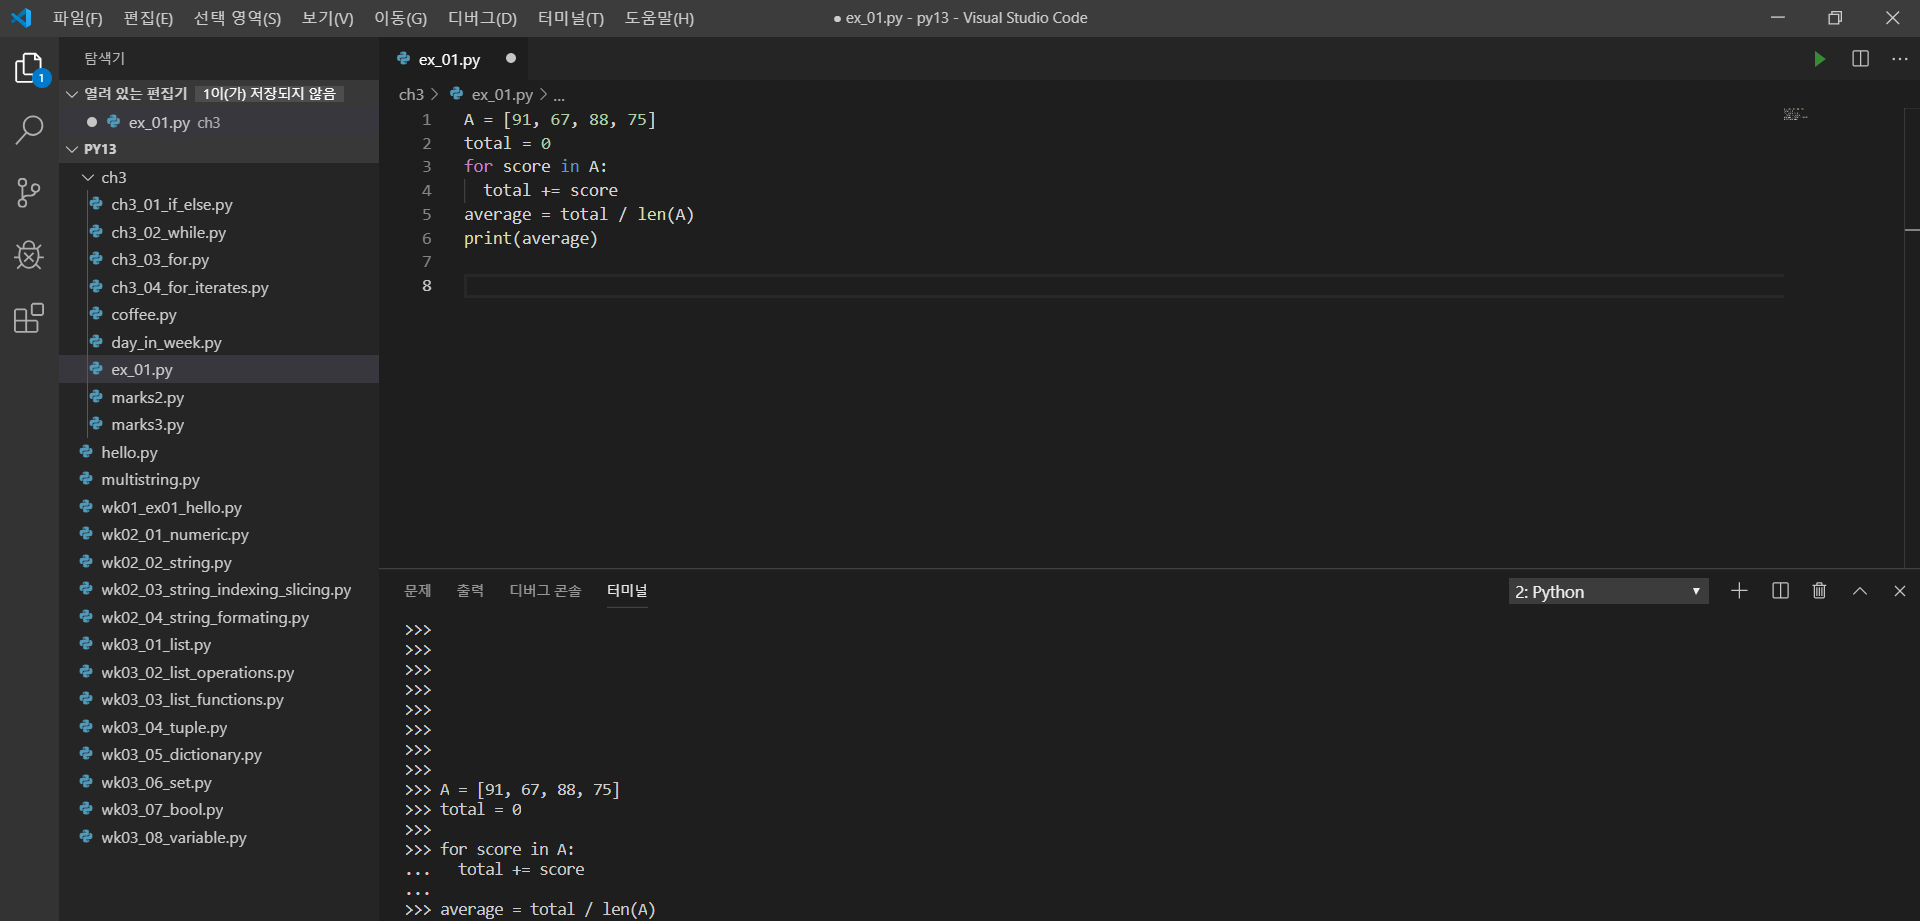 파일(F) 편집(E) 선택 영역(S) 보기(V) 이동(G) 디버그(D) 터미널(T) 도움말(H)
● ex_01.py - py13 - Visual Studio Code
1
탐색기
열려 있는 편집기 1이(가) 저장되지 않음
ex_01.py ch3
PY13
ch3
ch3_01_if_else.py
ch3_02_while.py
ch3_03_for.py
ch3_04_for_iterates.py
coffee.py
day_in_week.py
ex_01.py
marks2.py
marks3.py
hello.py
multistring.py
wk01_ex01_hello.py
wk02_01_numeric.py
wk02_02_string.py
wk02_03_string_indexing_slicing.py
wk02_04_string_formating.py
wk03_01_list.py
wk03_02_list_operations.py
wk03_03_list_functions.py
wk03_04_tuple.py
wk03_05_dictionary.py
wk03_06_set.py
wk03_07_bool.py
wk03_08_variable.py
ex_01.py
ch3 > ex_01.py > ...
1 A = [91, 67, 88, 75]
2 total = 0
3 for score in A:
4   total += score
5 average = total / len(A)
6 print(average)
7
8
문제 출력 디버그 콘솔 터미널
2: Python
>>>
>>>
>>>
>>>
>>>
>>>
>>>
>>>
>>> A = [91, 67, 88, 75]
>>> total = 0
>>>
>>> for score in A:
...   total += score
...
>>> average = total / len(A)